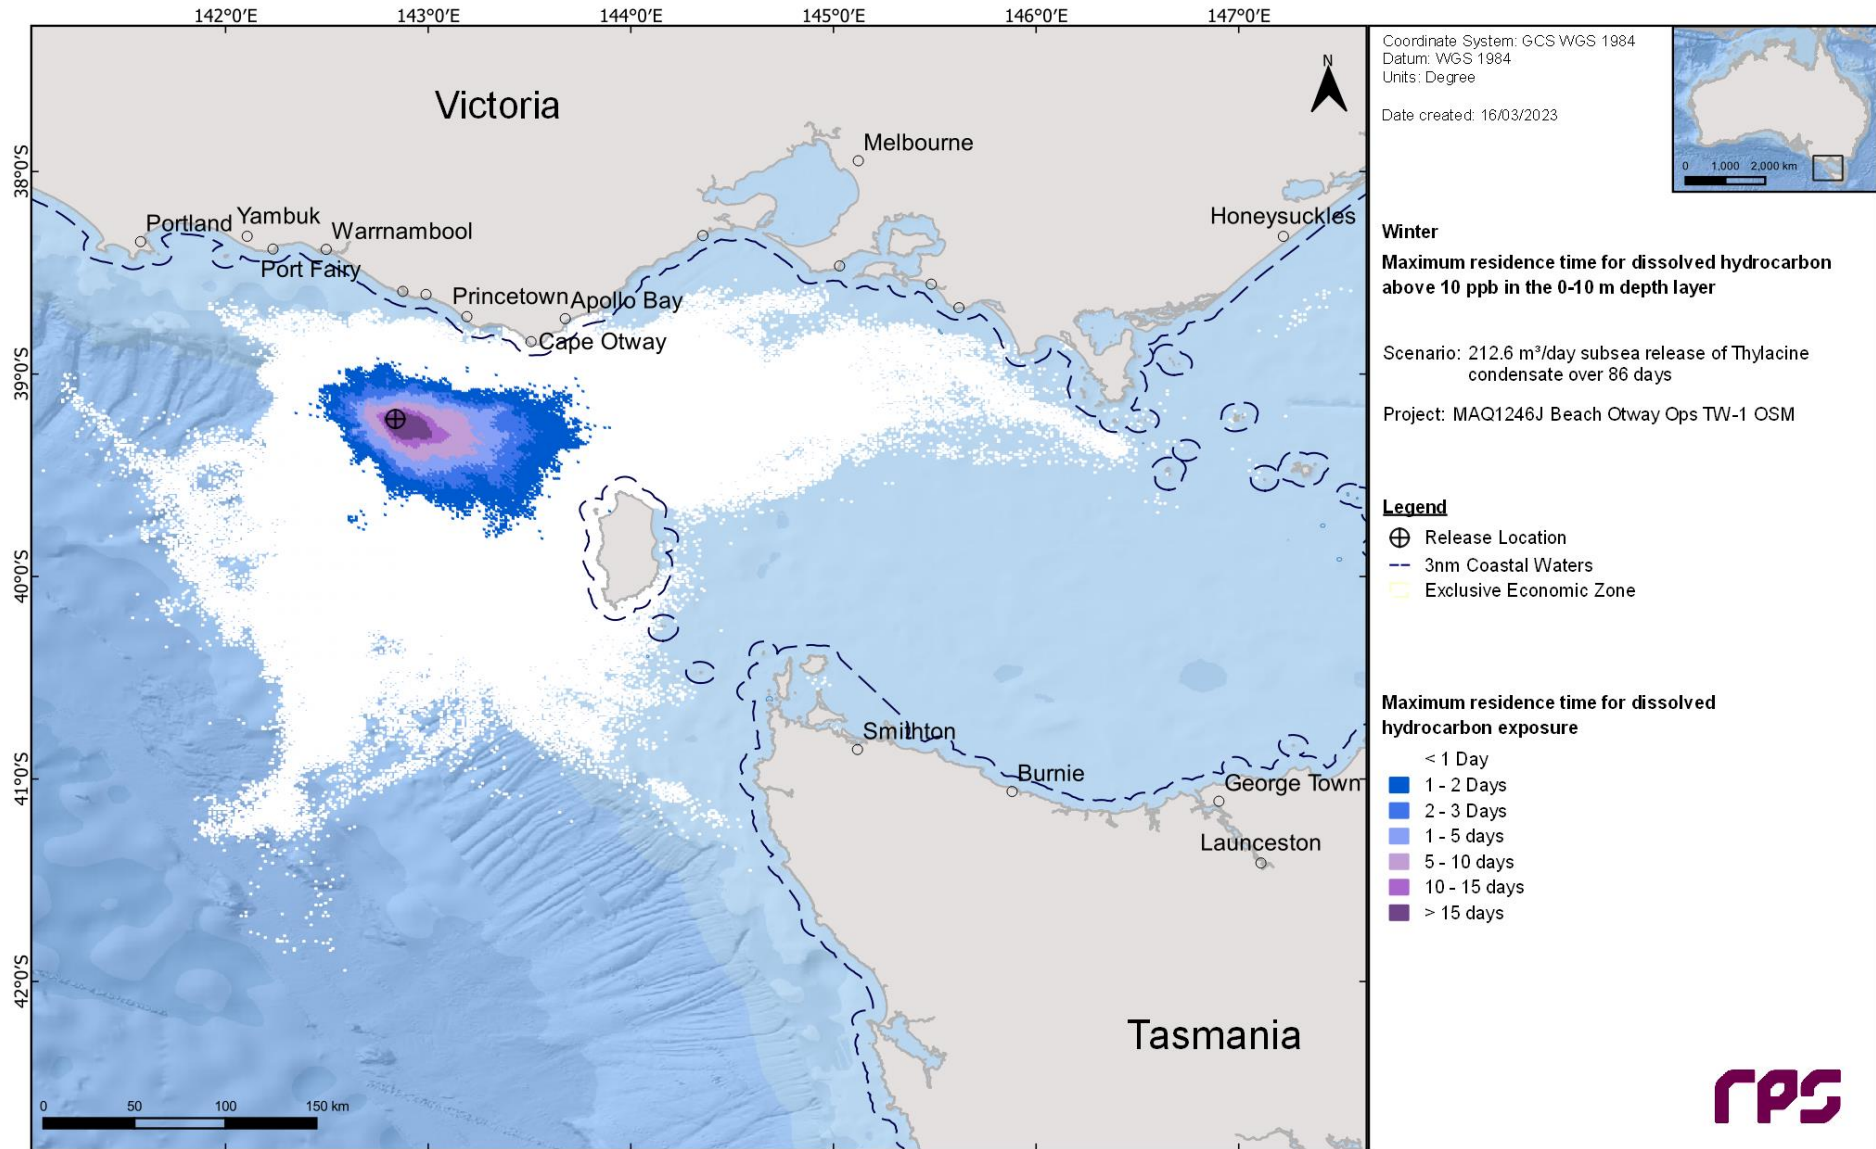 142°0'E 143°0'E 144°0'E 145°0'E 146°0'E 147°0'E
38°0'S
39°0'S
40°0'S
41°0'S
42°0'S
Victoria
Melbourne
Portland
Yambuk
Warrnambool
Port Fairy
Princetown
Apollo Bay
Cape Otway
Honeysuckles
Smithton
Burnie
George Town
Launceston
Tasmania
N
0 50 100 150 km
Coordinate System: GCS WGS 1984
Datum: WGS 1984
Units: Degree
Date created: 16/03/2023
0 1,000 2,000 km
Winter
Maximum residence time for dissolved hydrocarbon
above 10 ppb in the 0-10 m depth layer
Scenario: 212.6 m³/day subsea release of Thylacine
condensate over 86 days
Project: MAQ1246J Beach Otway Ops TW-1 OSM
Legend
Release Location
3nm Coastal Waters
Exclusive Economic Zone
Maximum residence time for dissolved
hydrocarbon exposure
< 1 Day
1 - 2 Days
2 - 3 Days
1 - 5 days
5 - 10 days
10 - 15 days
> 15 days
rps